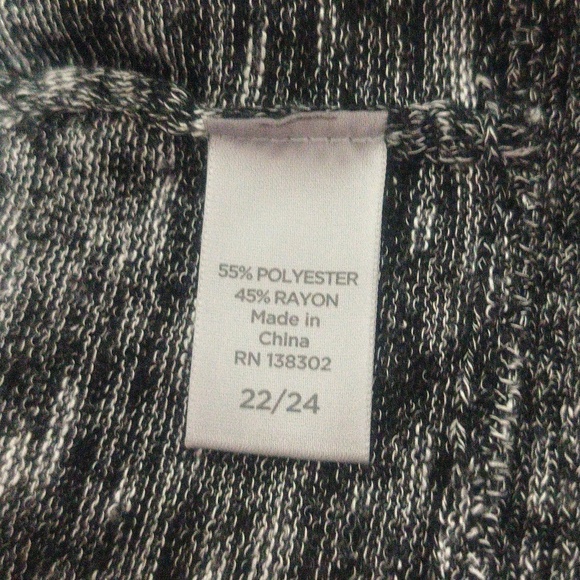 55% POLYESTER
45% RAYON
Made in
China
RN 138302
22/24